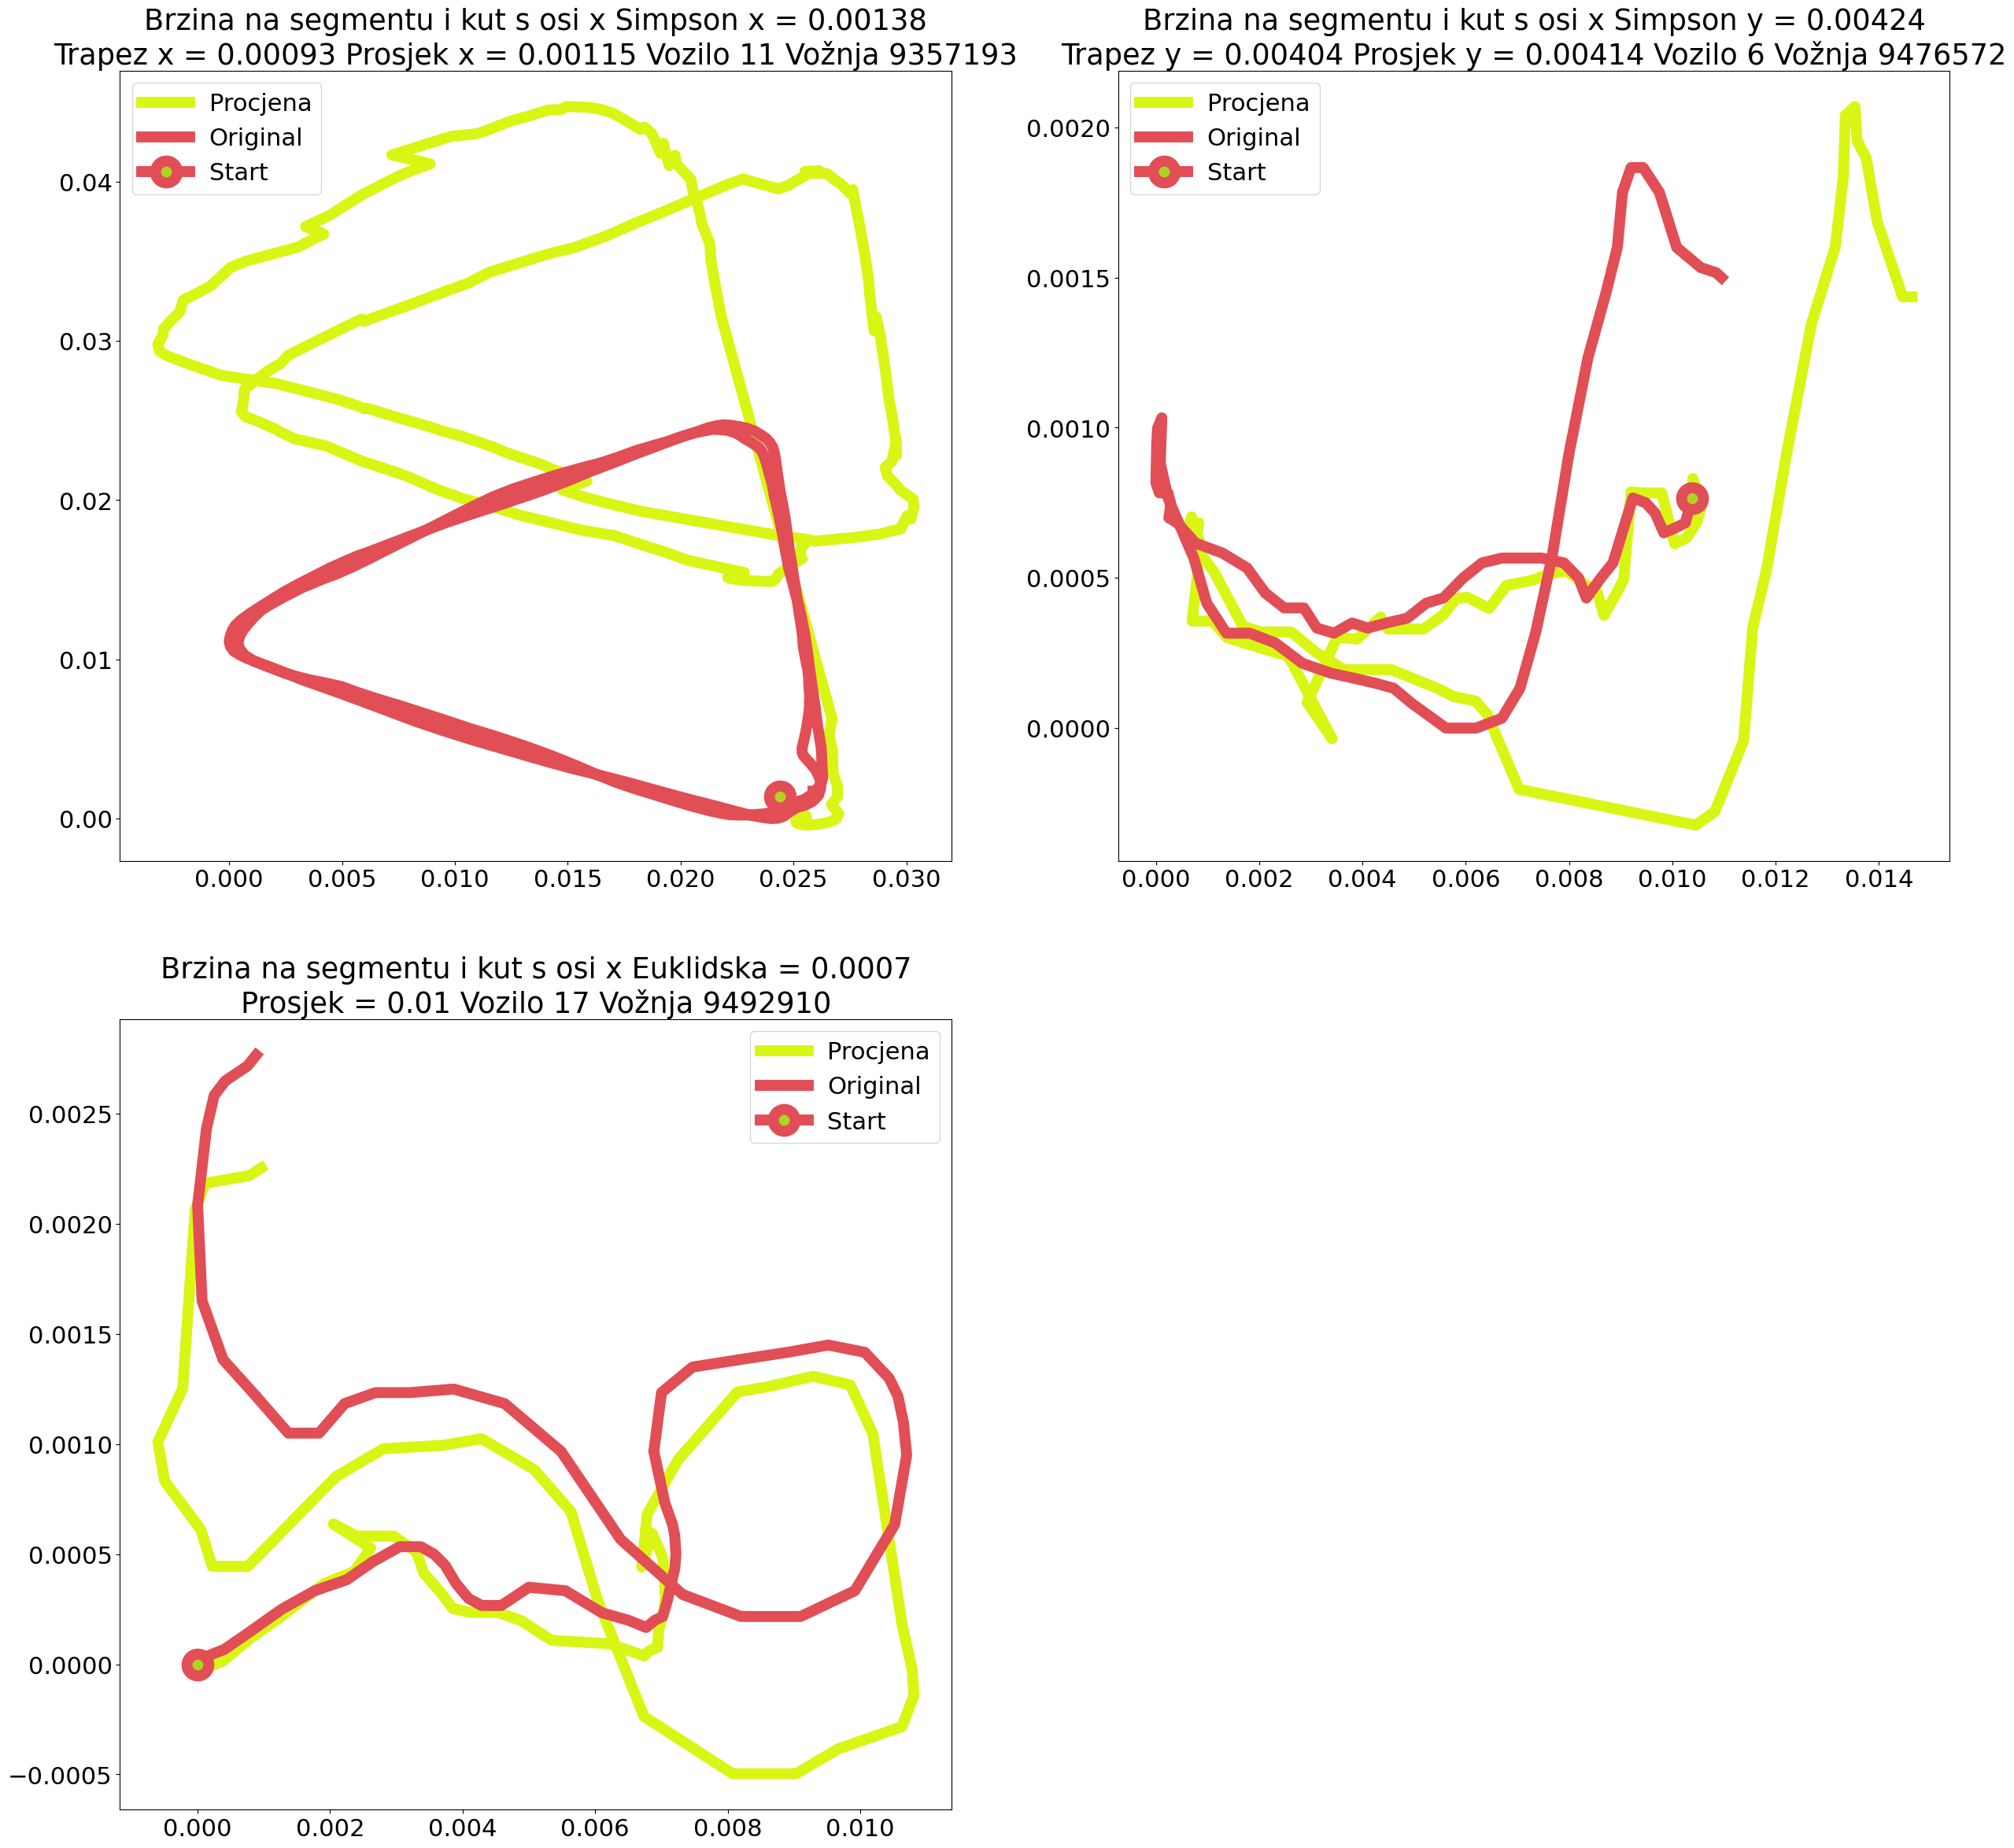 Brzina na segmentu i kut s osi x Simpson x = 0.00138
Trapez x = 0.00093 Prosjek x = 0.00115 Vozilo 11 Vožnja 9357193
Procjena
Original
Start
0.04
0.03
0.02
0.01
0.00
0.000 0.005 0.010 0.015 0.020 0.025 0.030
Brzina na segmentu i kut s osi x Simpson y = 0.00424
Trapez y = 0.00404 Prosjek y = 0.00414 Vozilo 6 Vožnja 9476572
Procjena
Original
Start
0.0020
0.0015
0.0010
0.0005
0.0000
0.000 0.002 0.004 0.006 0.008 0.010 0.012 0.014
Brzina na segmentu i kut s osi x Euklidska = 0.0007
Prosjek = 0.01 Vozilo 17 Vožnja 9492910
Procjena
Original
Start
0.0025
0.0020
0.0015
0.0010
0.0005
0.0000
−0.0005
0.000 0.002 0.004 0.006 0.008 0.010